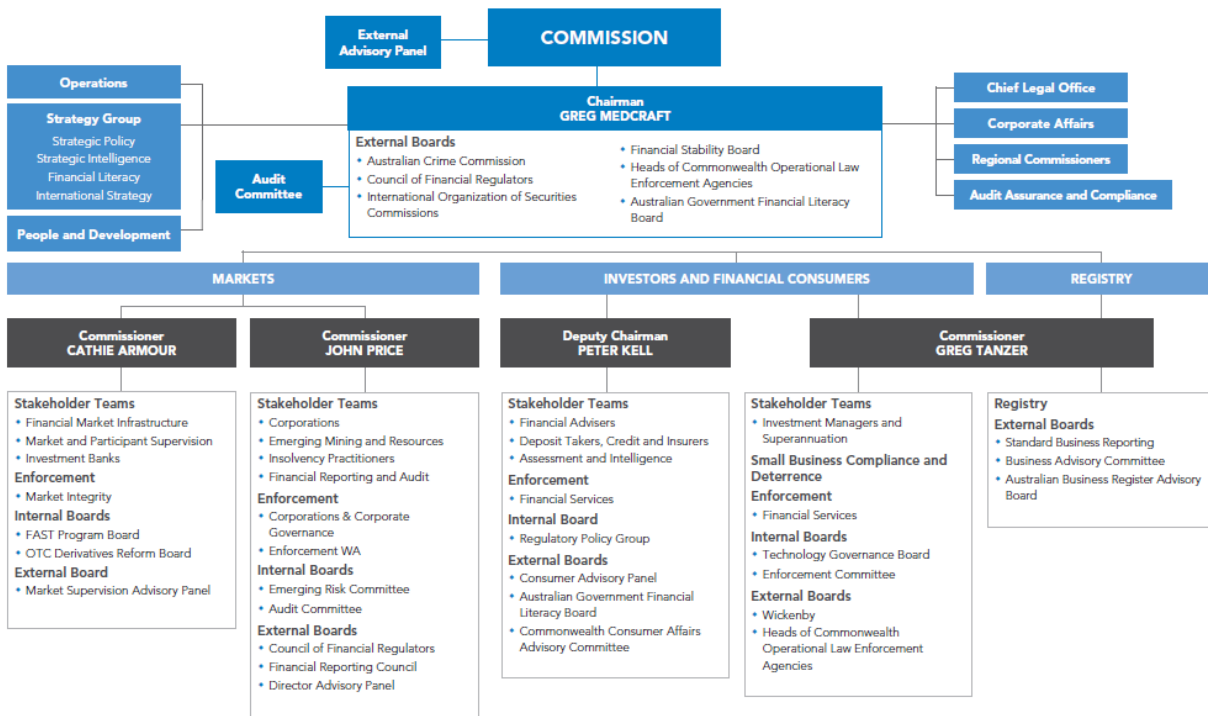 External
Advisory Panel
COMMISSION
Operations
Strategy Group
Strategic Policy
Strategic Intelligence
Financial Literacy
International Strategy
People and Development
Audit
Committee
Chairman
GREG MEDCRAFT
External Boards
• Australian Crime Commission
• Council of Financial Regulators
• International Organization of Securities
Commissions
• Financial Stability Board
• Heads of Commonwealth Operational Law
Enforcement Agencies
• Australian Government Financial Literacy
Board
Chief Legal Office
Corporate Affairs
Regional Commissioners
Audit Assurance and Compliance
MARKETS
INVESTORS AND FINANCIAL CONSUMERS
REGISTRY
Commissioner
CATHIE ARMOUR
Stakeholder Teams
• Financial Market Infrastructure
• Market and Participant Supervision
• Investment Banks
Enforcement
• Market Integrity
Internal Boards
• FAST Program Board
• OTC Derivatives Reform Board
External Board
• Market Supervision Advisory Panel
Commissioner
JOHN PRICE
Stakeholder Teams
• Corporations
• Emerging Mining and Resources
• Insolvency Practitioners
• Financial Reporting and Audit
Enforcement
• Corporations & Corporate
Governance
• Enforcement WA
Internal Boards
• Emerging Risk Committee
• Audit Committee
External Boards
• Council of Financial Regulators
• Financial Reporting Council
• Director Advisory Panel
Deputy Chairman
PETER KELL
Stakeholder Teams
• Financial Advisers
• Deposit Takers, Credit and Insurers
• Assessment and Intelligence
Enforcement
• Financial Services
Internal Board
• Regulatory Policy Group
External Boards
• Consumer Advisory Panel
• Australian Government Financial
Literacy Board
• Commonwealth Consumer Affairs
Advisory Committee
Commissioner
GREG TANZER
Stakeholder Teams
• Investment Managers and
Superannuation
Small Business Compliance and
Deterrence
Enforcement
• Financial Services
Internal Boards
• Technology Governance Board
• Enforcement Committee
External Boards
• Wickenby
• Heads of Commonwealth
Operational Law Enforcement
Agencies
Registry
External Boards
• Standard Business Reporting
• Business Advisory Committee
• Australian Business Register Advisory
Board